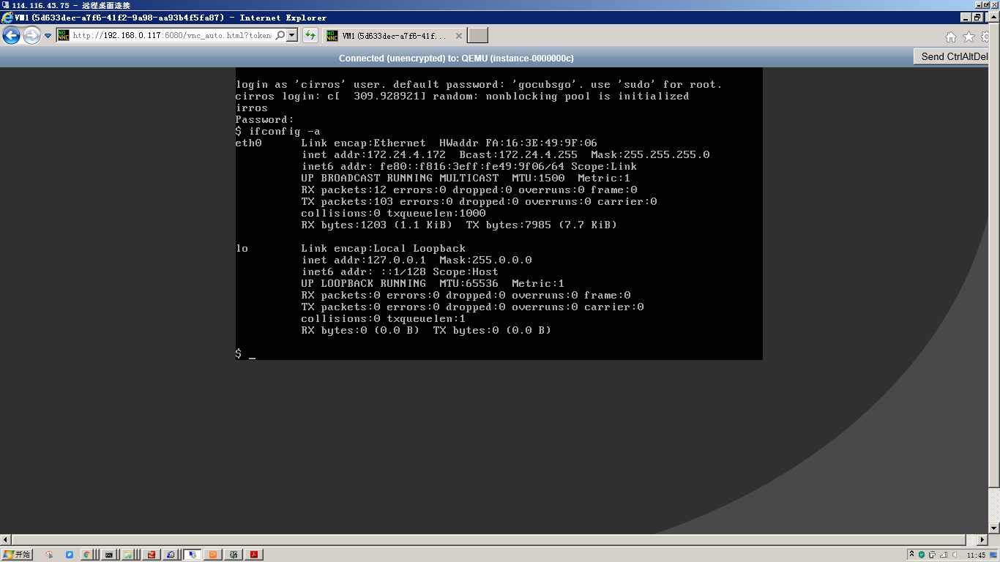 114.116.43.75 - 远程桌面连接
VM1(5d633dec-a7f6-41f2-9a98-aa93b4f5fa87) - Internet Explorer
http://192.168.0.117:6080/vnc_auto.html?token
VM1(5d633dec-a7f6-41f...
Connected (unencrypted) to: QEMU (instance-0000000c)
Send CtrlAltDel
login as 'cirros' user. default password: 'gocubsgo'. use 'sudo' for root.
cirros login: c[  309.928921] random: nonblocking pool is initialized
irros
Password:
$ ifconfig -a
eth0      Link encap:Ethernet  HWaddr FA:16:3E:49:9F:06
          inet addr:172.24.4.172  Bcast:172.24.4.255  Mask:255.255.255.0
          inet6 addr: fe80::f816:3eff:fe49:9f06/64 Scope:Link
          UP BROADCAST RUNNING MULTICAST  MTU:1500  Metric:1
          RX packets:12 errors:0 dropped:0 overruns:0 frame:0
          TX packets:103 errors:0 dropped:0 overruns:0 carrier:0
          collisions:0 txqueuelen:1000
          RX bytes:1203 (1.1 KiB)  TX bytes:7985 (7.7 KiB)
lo        Link encap:Local Loopback
          inet addr:127.0.0.1  Mask:255.0.0.0
          inet6 addr: ::1/128 Scope:Host
          UP LOOPBACK RUNNING  MTU:65536  Metric:1
          RX packets:0 errors:0 dropped:0 overruns:0 frame:0
          TX packets:0 errors:0 dropped:0 overruns:0 carrier:0
          collisions:0 txqueuelen:1
          RX bytes:0 (0.0 B)  TX bytes:0 (0.0 B)
$ _
开始
11:45